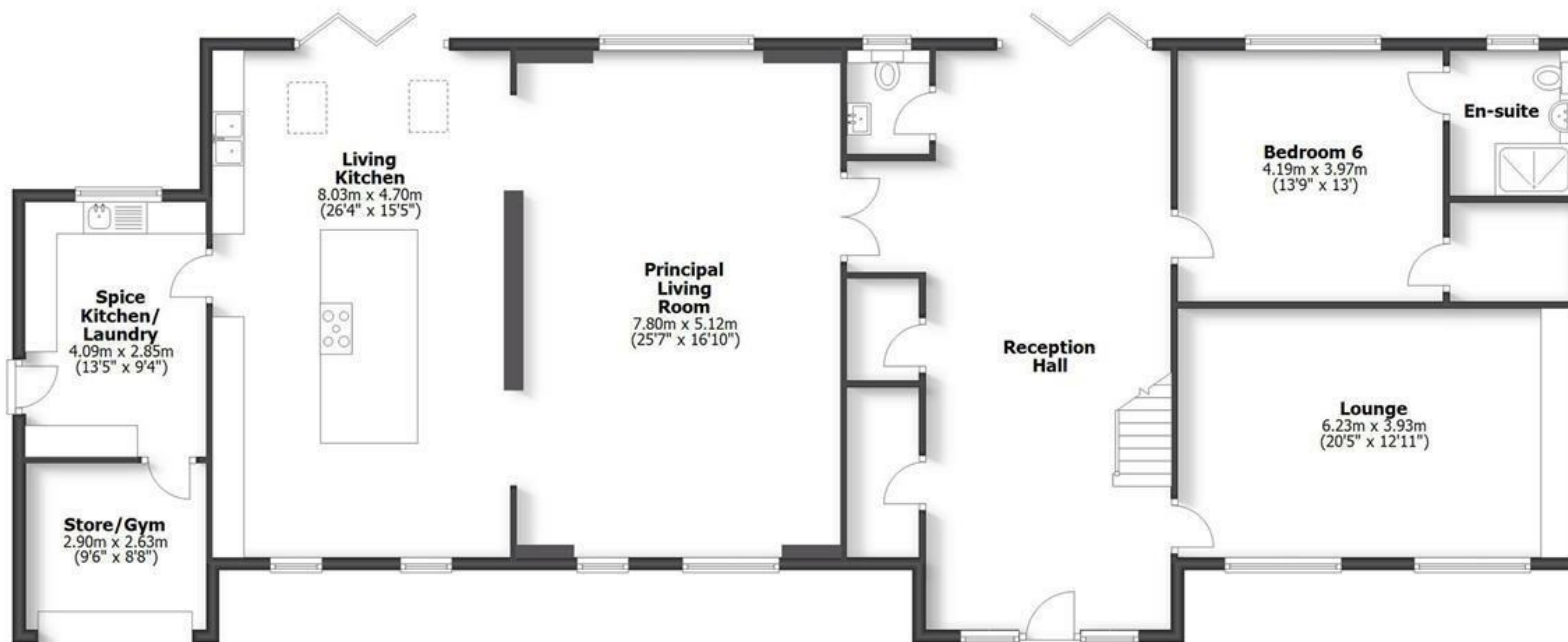 Living
Kitchen
8.03m x 4.70m
(26'4" x 15'5")
Spice
Kitchen/
Laundry
4.09m x 2.85m
(13'5" x 9'4")
Store/Gym
2.90m x 2.63m
(9'6" x 8'8")
Principal
Living
Room
7.80m x 5.12m
(25'7" x 16'10")
Reception
Hall
Bedroom 6
4.19m x 3.97m
(13'9" x 13')
En-suite
Lounge
6.23m x 3.93m
(20'5" x 12'11")